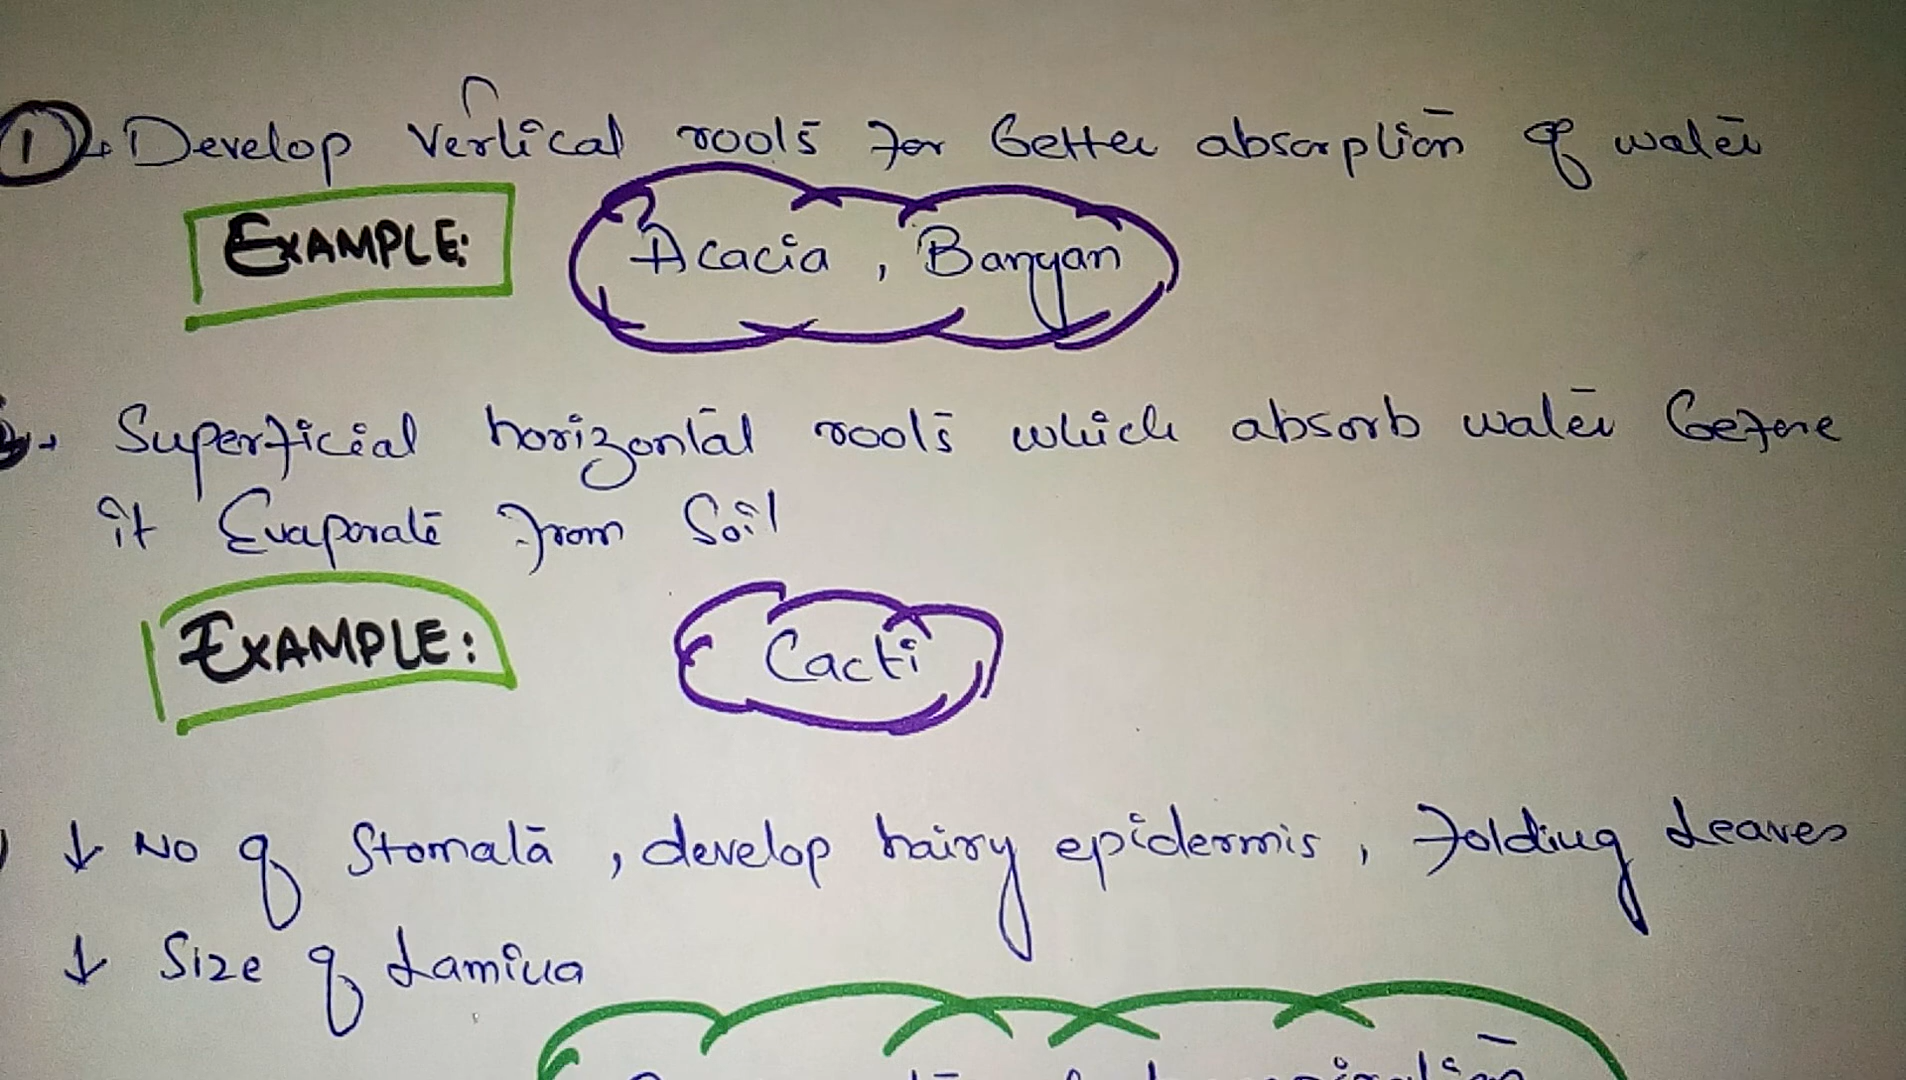 1. Develop Vertical roots for better absorption of water
EXAMPLE: Acacia, Banyan
2. Superficial horizontal roots which absorb water before
it Evaporate from Soil
EXAMPLE: Cacti
↓ No of Stomata, develop hairy epidermis, folding Leaves
↓ Size of Lamina